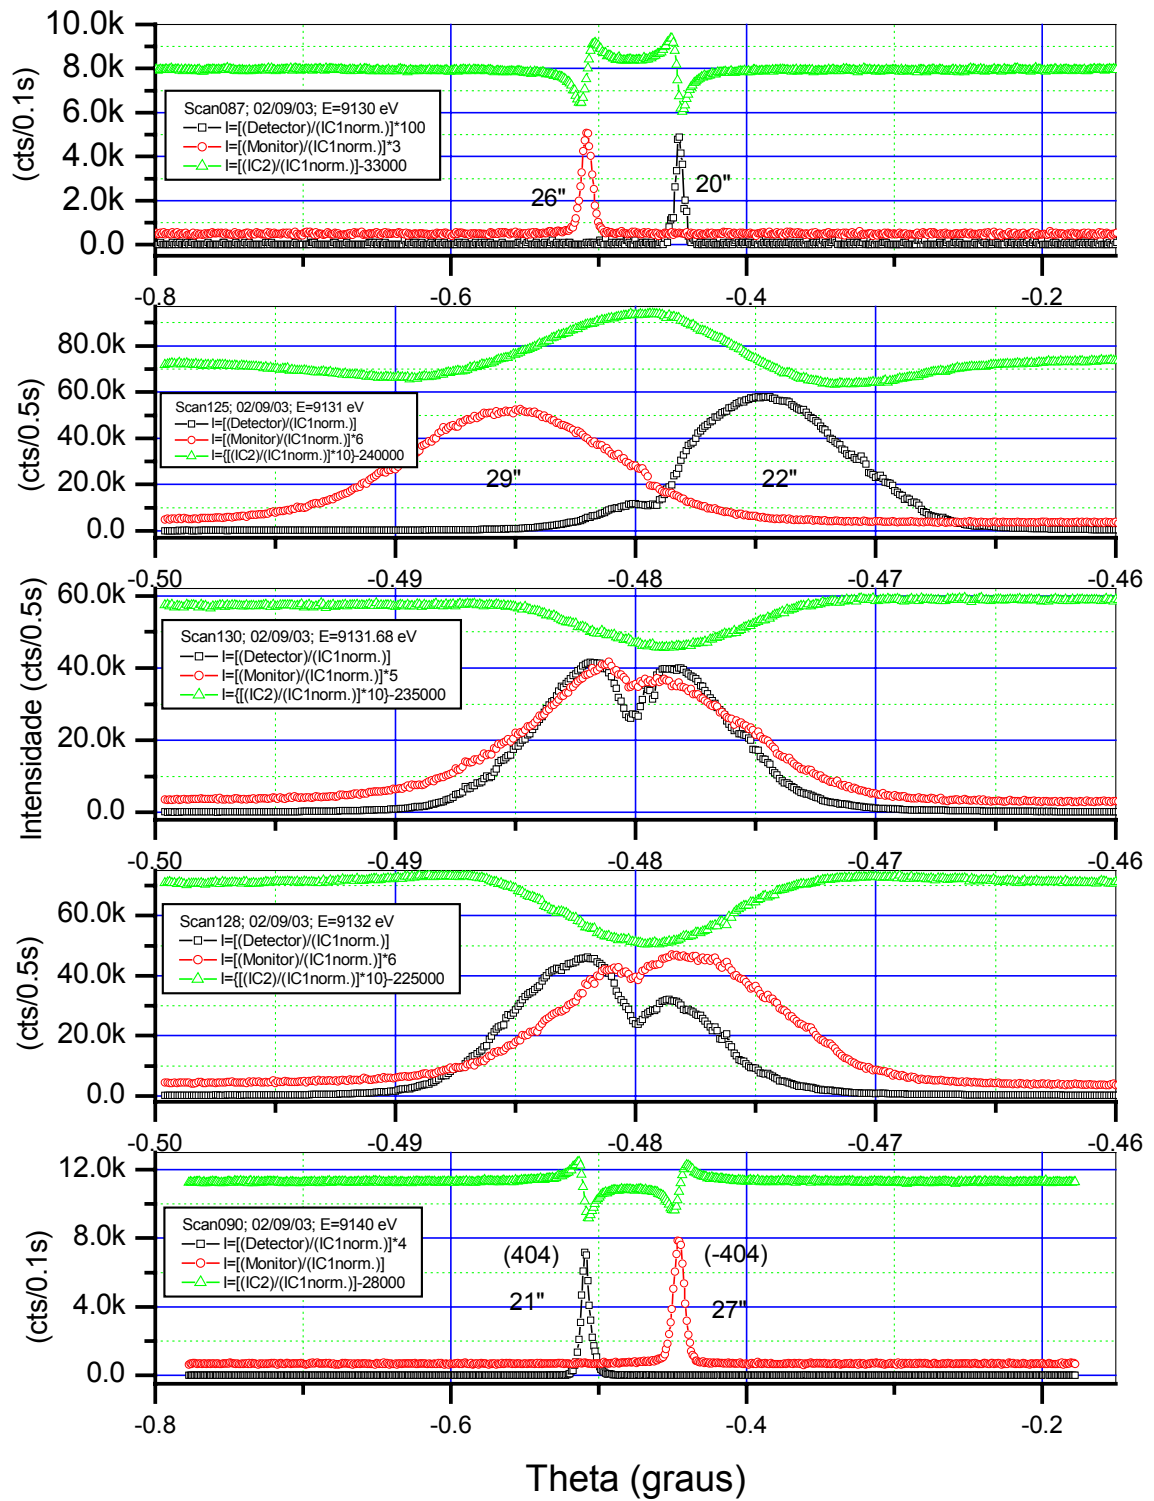 10.0k
8.0k
6.0k
4.0k
2.0k
0.0
(cts/0.1s)
Scan087; 02/09/03; E=9130 eV
I=[(Detector)/(IC1norm.)]*100
I=[(Monitor)/(IC1norm.)]*3
I=[(IC2)/(IC1norm.)]-33000
26"
20"
-0.8
-0.6
-0.4
-0.2
80.0k
60.0k
40.0k
20.0k
0.0
(cts/0.5s)
Scan125; 02/09/03; E=9131 eV
I=[(Detector)/(IC1norm.)]
I=[(Monitor)/(IC1norm.)]*6
I={[(IC2)/(IC1norm.)]*10}-240000
29"
22"
-0.50
-0.49
-0.48
-0.47
-0.46
60.0k
40.0k
20.0k
0.0
Intensidade (cts/0.5s)
Scan130; 02/09/03; E=9131.68 eV
I=[(Detector)/(IC1norm.)]
I=[(Monitor)/(IC1norm.)]*5
I={[(IC2)/(IC1norm.)]*10}-235000
-0.50
-0.49
-0.48
-0.47
-0.46
60.0k
40.0k
20.0k
0.0
(cts/0.5s)
Scan128; 02/09/03; E=9132 eV
I=[(Detector)/(IC1norm.)]
I=[(Monitor)/(IC1norm.)]*6
I={[(IC2)/(IC1norm.)]*10}-225000
-0.50
-0.49
-0.48
-0.47
-0.46
12.0k
8.0k
4.0k
0.0
(cts/0.1s)
Scan090; 02/09/03; E=9140 eV
I=[(Detector)/(IC1norm.)]*4
I=[(Monitor)/(IC1norm.)]
I=[(IC2)/(IC1norm.)]-28000
(404)
(-404)
21"
27"
-0.8
-0.6
-0.4
-0.2
Theta (graus)